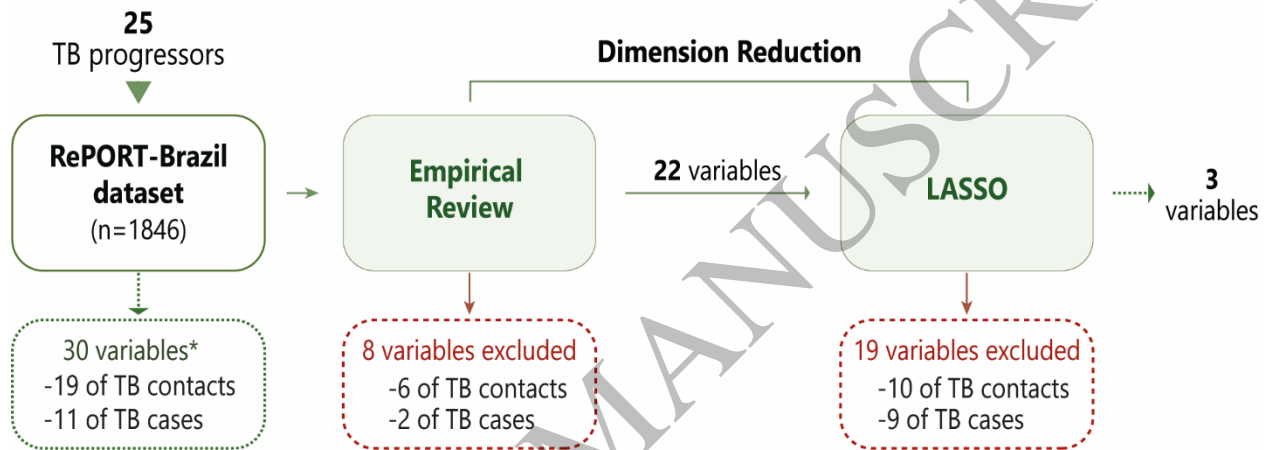 25
TB progressors
Dimension Reduction
RePORT-Brazil
dataset
(n=1846)
Empirical
Review
22 variables
LASSO
3
variables
30 variables*
-19 of TB contacts
-11 of TB cases
8 variables excluded
-6 of TB contacts
-2 of TB cases
19 variables excluded
-10 of TB contacts
-9 of TB cases
MANUSCR